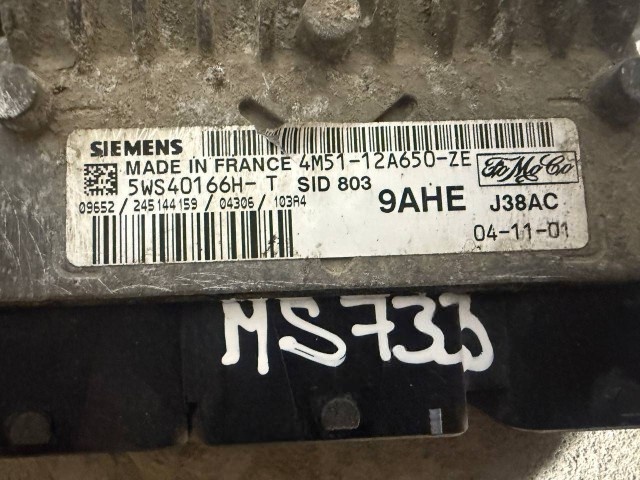 SIEMENS
MADE IN FRANCE 4M51-12A650-ZE
FoMoCo
5WS40166H- T SID 803
09652 / 245144159 / 04306 / 103A4
9AHE J38AC
04-11-01
MS733